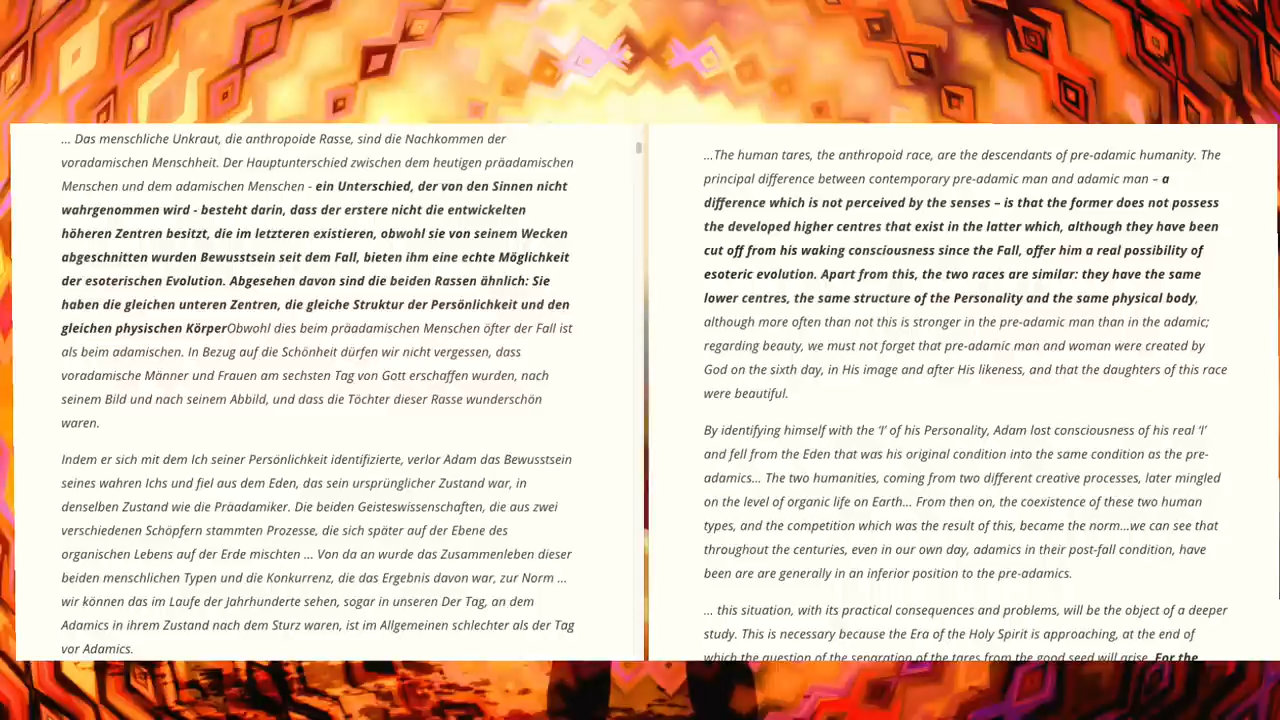 ... Das menschliche Unkraut, die anthropoide Rasse, sind die Nachkommen der
voradamischen Menschheit. Der Hauptunterschied zwischen dem heutigen präadamischen
Menschen und dem adamischen Menschen - ein Unterschied, der von den Sinnen nicht
wahrgenommen wird - besteht darin, dass der erstere nicht die entwickelten
höheren Zentren besitzt, die im letzteren existieren, obwohl sie von seinem Wecken
abgeschnitten wurden Bewusstsein seit dem Fall, bieten ihm eine echte Möglichkeit
der esoterischen Evolution. Abgesehen davon sind die beiden Rassen ähnlich: Sie
haben die gleichen unteren Zentren, die gleiche Struktur der Persönlichkeit und den
gleichen physischen KörperObwohl dies beim präadamischen Menschen öfter der Fall ist
als beim adamischen. In Bezug auf die Schönheit dürfen wir nicht vergessen, dass
voradamische Männer und Frauen am sechsten Tag von Gott erschaffen wurden, nach
seinem Bild und nach seinem Abbild, und dass die Töchter dieser Rasse wunderschön
waren.
Indem er sich mit dem Ich seiner Persönlichkeit identifizierte, verlor Adam das Bewusstsein
seines wahren Ichs und fiel aus dem Eden, das sein ursprünglicher Zustand war, in
denselben Zustand wie die Präadamiker. Die beiden Geisteswissenschaften, die aus zwei
verschiedenen Schöpfern stammten Prozesse, die sich später auf der Ebene des
organischen Lebens auf der Erde mischten ... Von da an wurde das Zusammenleben dieser
beiden menschlichen Typen und die Konkurrenz, die das Ergebnis davon war, zur Norm ...
wir können das im Laufe der Jahrhunderte sehen, sogar in unseren Der Tag, an dem
Adamics in ihrem Zustand nach dem Sturz waren, ist im Allgemeinen schlechter als der Tag
vor Adamics.
...The human tares, the anthropoid race, are the descendants of pre-adamic humanity. The
principal difference between contemporary pre-adamic man and adamic man – a
difference which is not perceived by the senses – is that the former does not possess
the developed higher centres that exist in the latter which, although they have been
cut off from his waking consciousness since the Fall, offer him a real possibility of
esoteric evolution. Apart from this, the two races are similar: they have the same
lower centres, the same structure of the Personality and the same physical body,
although more often than not this is stronger in the pre-adamic man than in the adamic;
regarding beauty, we must not forget that pre-adamic man and woman were created by
God on the sixth day, in His image and after His likeness, and that the daughters of this race
were beautiful.
By identifying himself with the ‘I’ of his Personality, Adam lost consciousness of his real ‘I’
and fell from the Eden that was his original condition into the same condition as the pre-
adamics... The two humanities, coming from two different creative processes, later mingled
on the level of organic life on Earth... From then on, the coexistence of these two human
types, and the competition which was the result of this, became the norm...we can see that
throughout the centuries, even in our own day, adamics in their post-fall condition, have
been are are generally in an inferior position to the pre-adamics.
... this situation, with its practical consequences and problems, will be the object of a deeper
study. This is necessary because the Era of the Holy Spirit is approaching, at the end of
which the question of the separation of the tares from the good seed will arise. For the